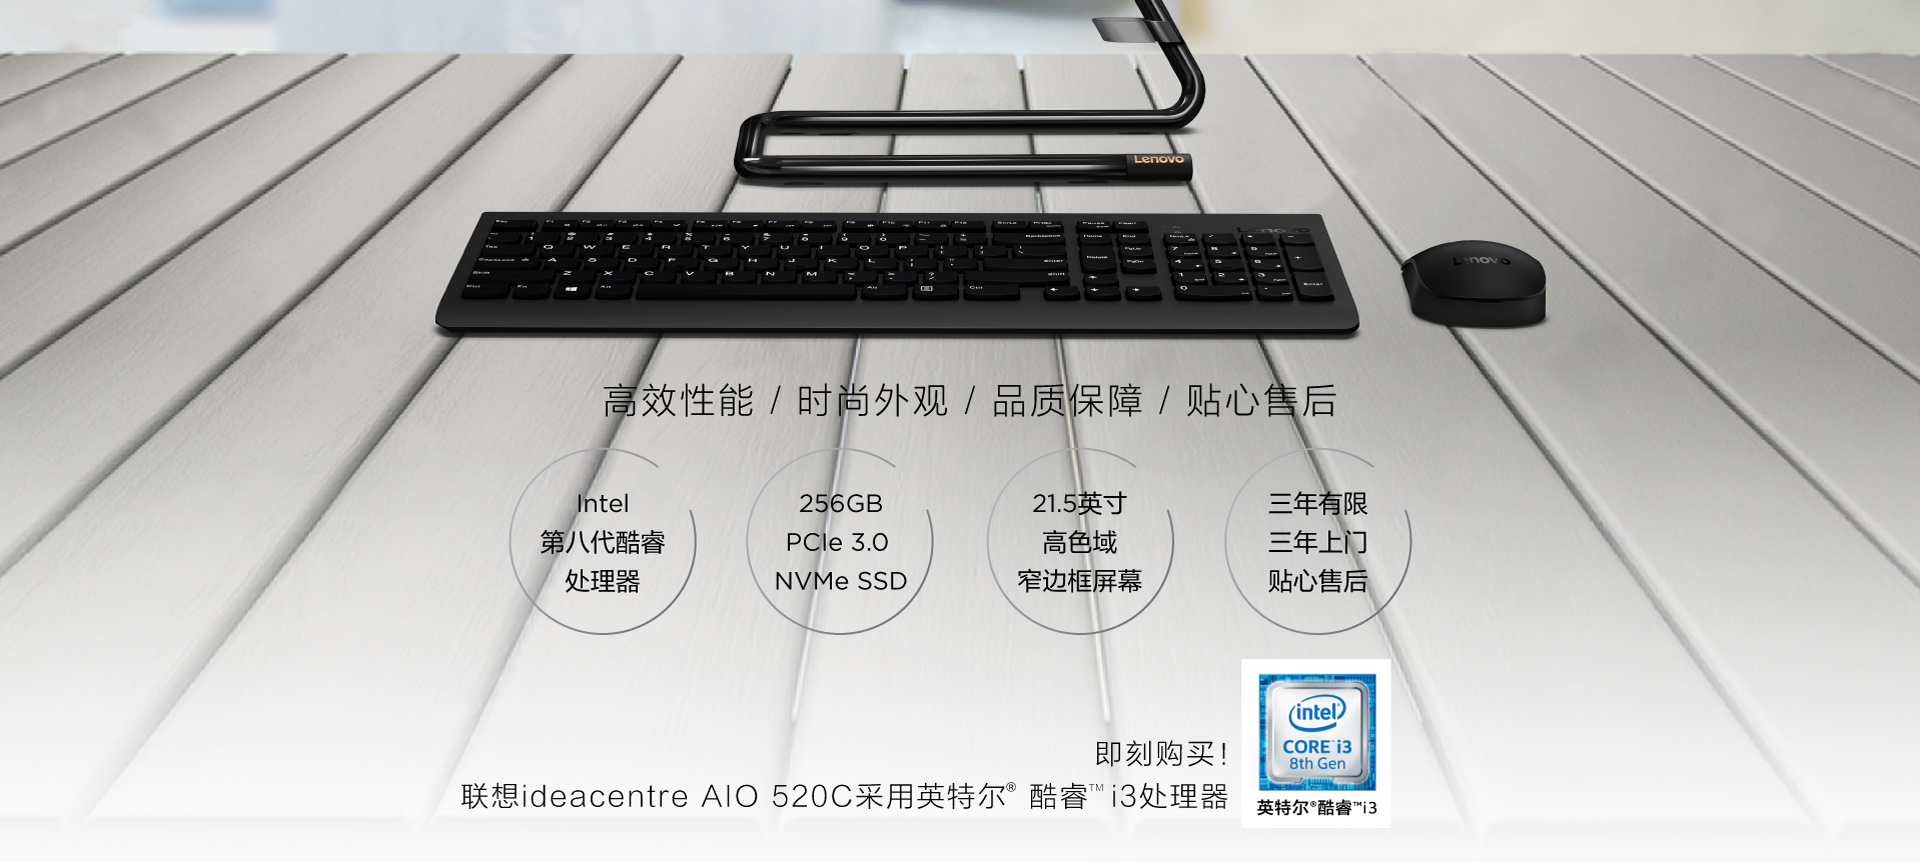 Lenovo
Lenovo
Lenovo
高效性能 / 时尚外观 / 品质保障 / 贴心售后
Intel
第八代酷睿
处理器
256GB
PCIe 3.0
NVMe SSD
21.5英寸
高色域
窄边框屏幕
三年有限
三年上门
贴心售后
即刻购买!
联想ideacentre AIO 520C采用英特尔® 酷睿™ i3处理器
intel
CORE i3
8th Gen
英特尔®酷睿™i3